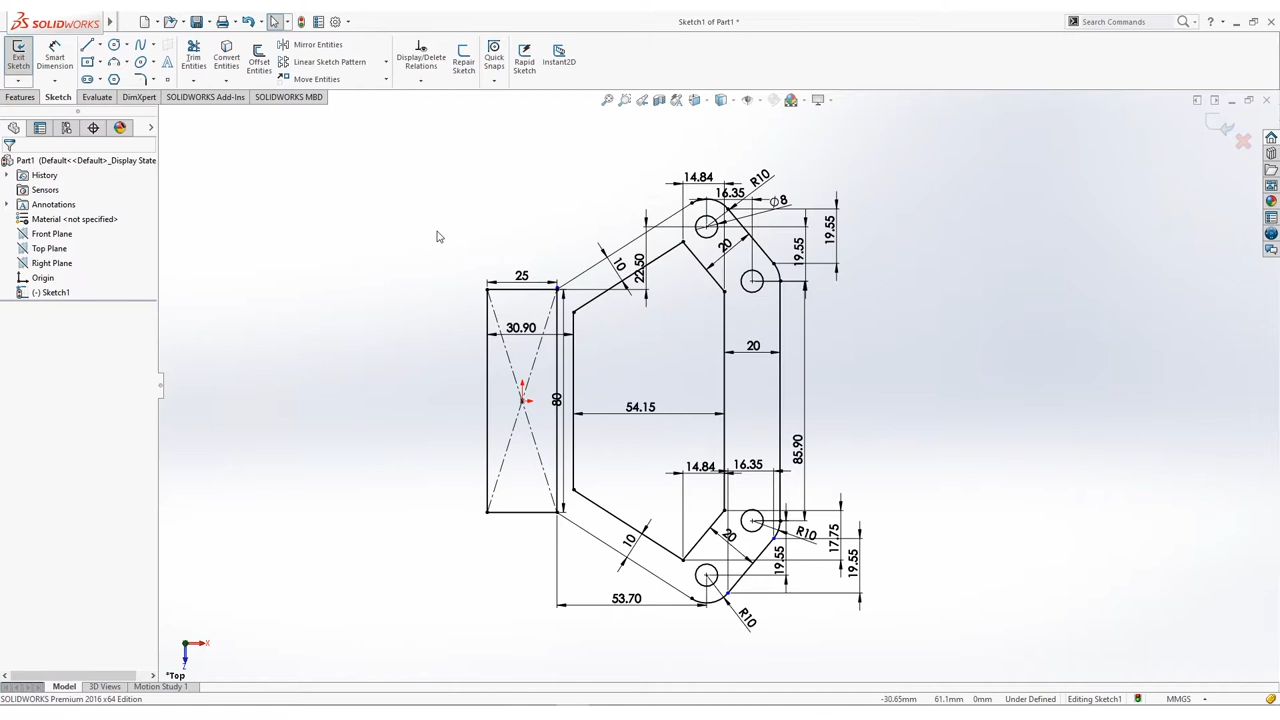 SOLIDWORKS
Sketch1 of Part1 *
Search Commands
?
Exit Sketch
Smart Dimension
Trim Entities
Convert Entities
Offset Entities
Mirror Entities
Linear Sketch Pattern
Move Entities
Display/Delete Relations
Repair Sketch
Quick Snaps
Rapid Sketch
Instant2D
Features
Sketch
Evaluate
DimXpert
SOLIDWORKS Add-Ins
SOLIDWORKS MBD
Part1 (Default<<Default>_Display State
History
Sensors
Annotations
Material <not specified>
Front Plane
Top Plane
Right Plane
Origin
(-) Sketch1
14.84
R10
16.35
∅8
19.55
19.55
20
10
22.50
25
30.90
20
80
54.15
85.90
14.84
16.35
20
R10
17.75
10
19.55
19.55
53.70
R10
X
Z
*Top
Model
3D Views
Motion Study 1
SOLIDWORKS Premium 2016 x64 Edition
-30.65mm
61.1mm
0mm
Under Defined
Editing Sketch1
MMGS